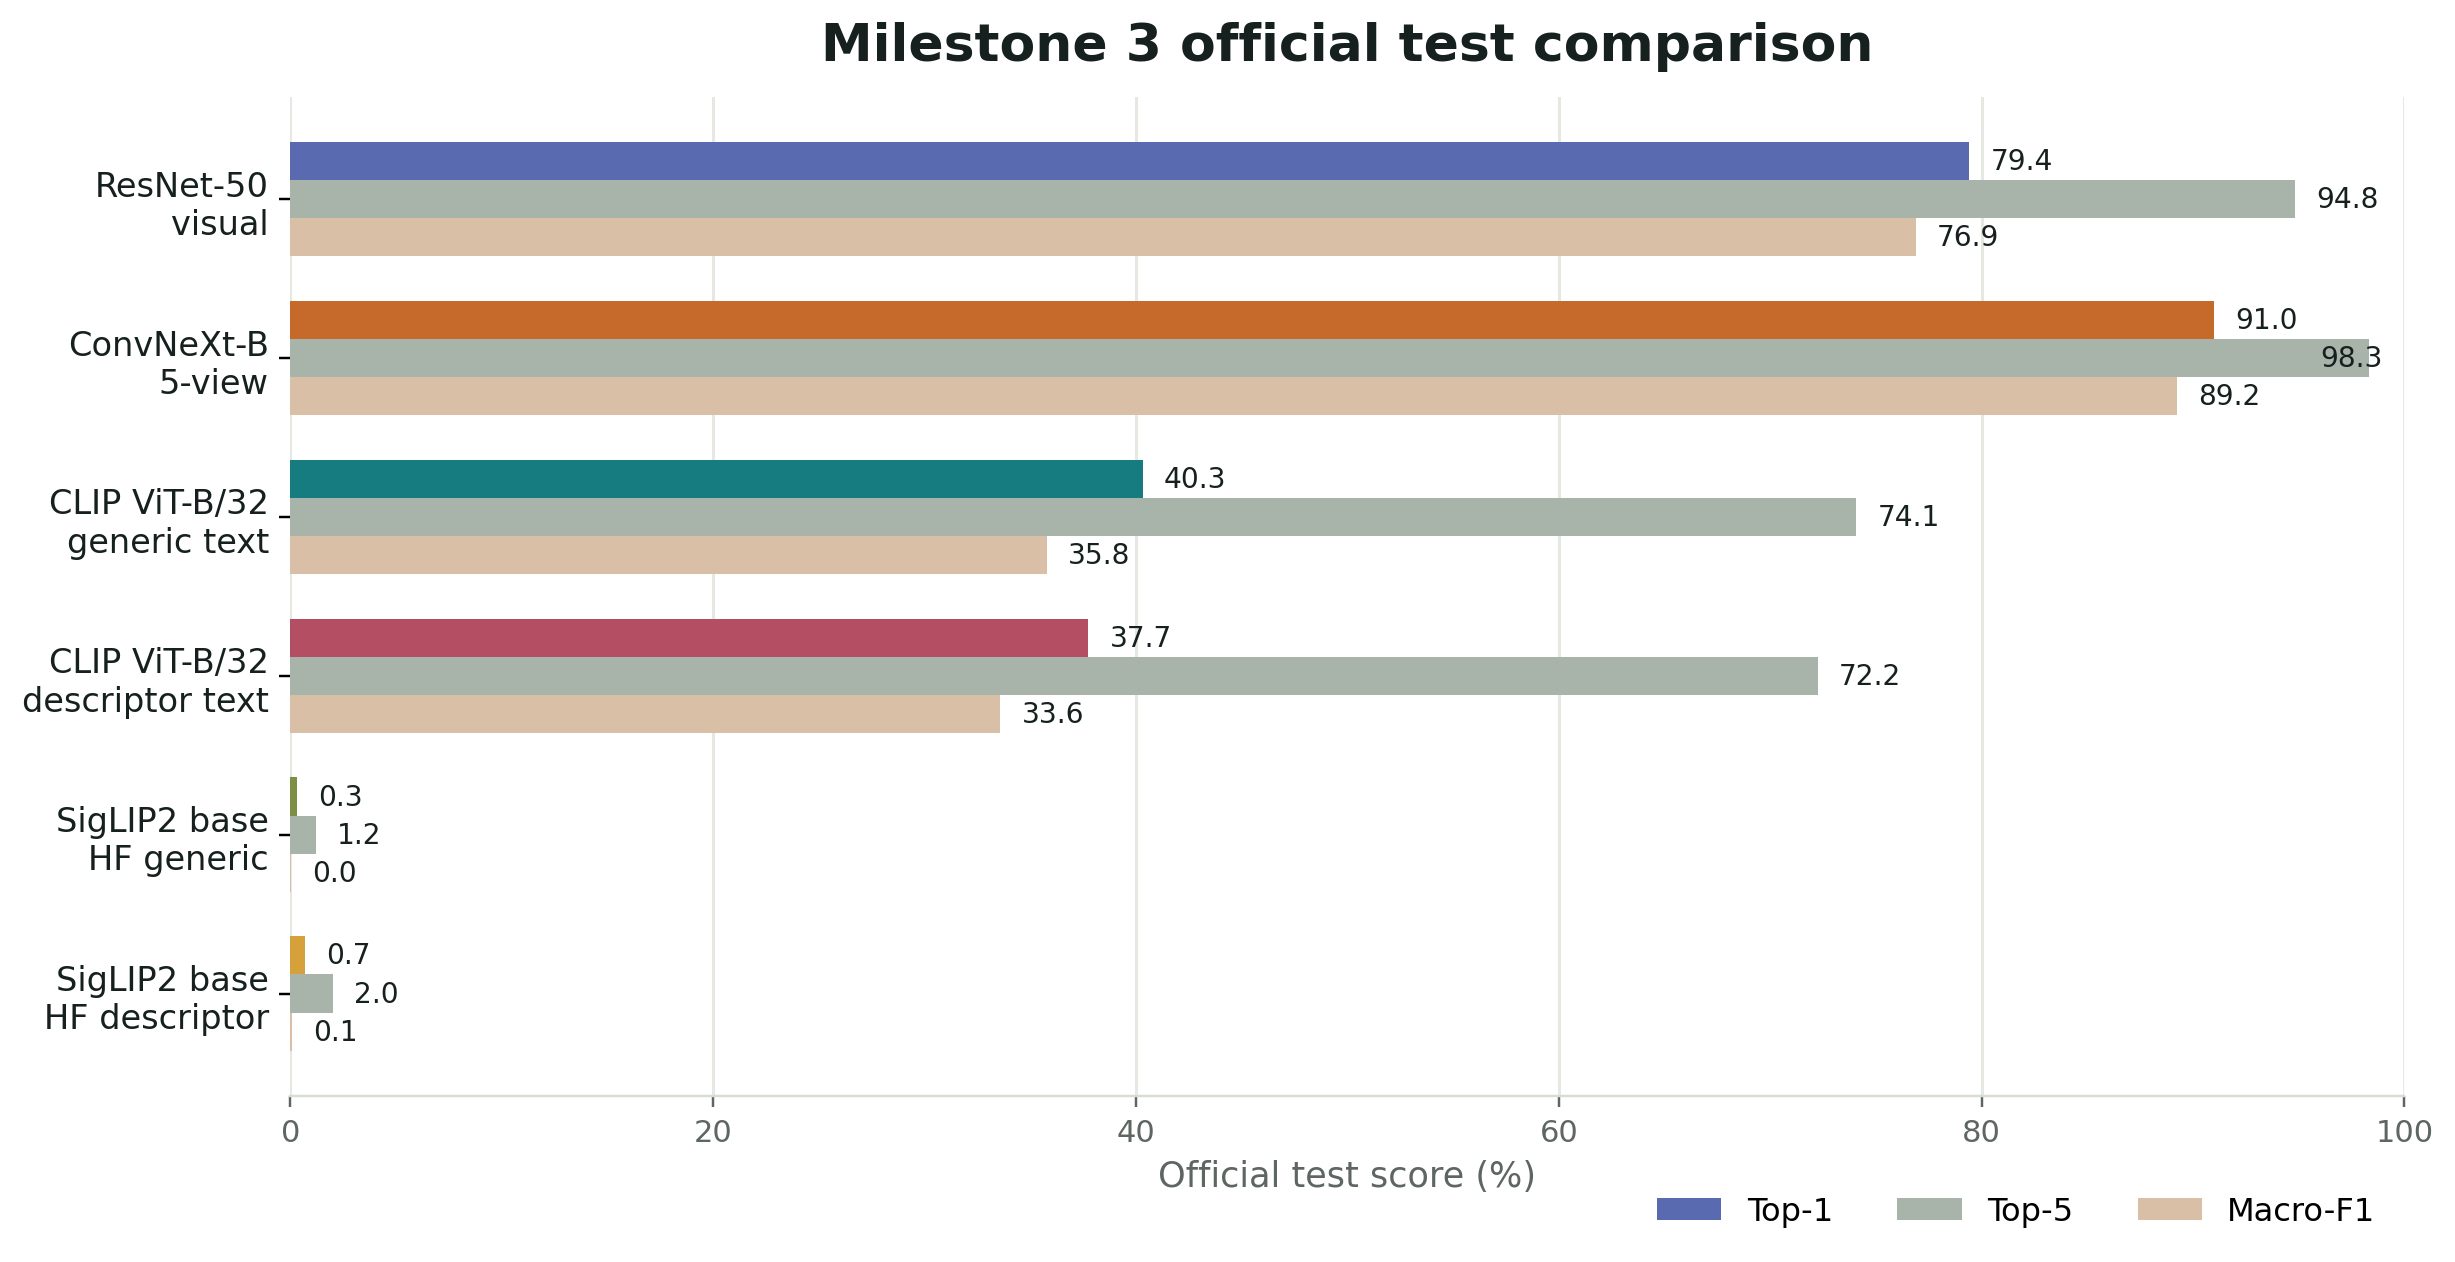 Milestone 3 official test comparison
ResNet-50
visual
79.4
94.8
76.9
ConvNeXt-B
5-view
91.0
98.3
89.2
CLIP ViT-B/32
generic text
40.3
74.1
35.8
CLIP ViT-B/32
descriptor text
37.7
72.2
33.6
SigLIP2 base
HF generic
0.3
1.2
0.0
SigLIP2 base
HF descriptor
0.7
2.0
0.1
0 20 40 60 80 100
Official test score (%)
Top-1 Top-5 Macro-F1